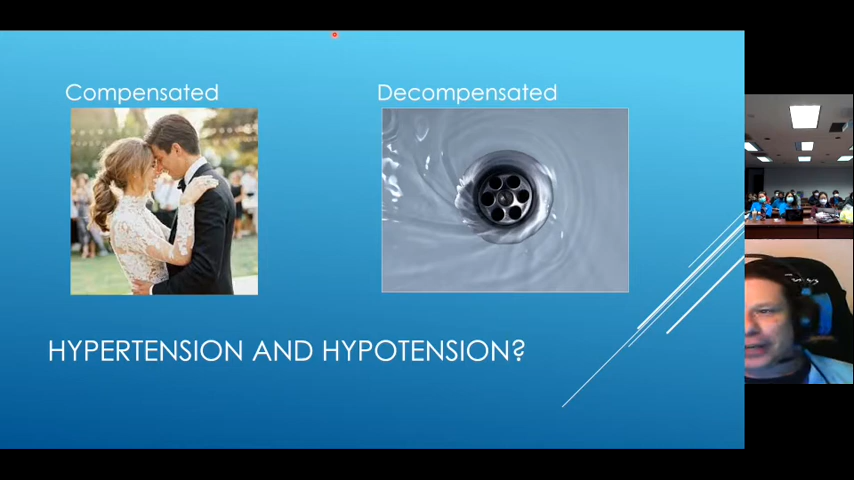 Compensated
Decompensated
HYPERTENSION AND HYPOTENSION?